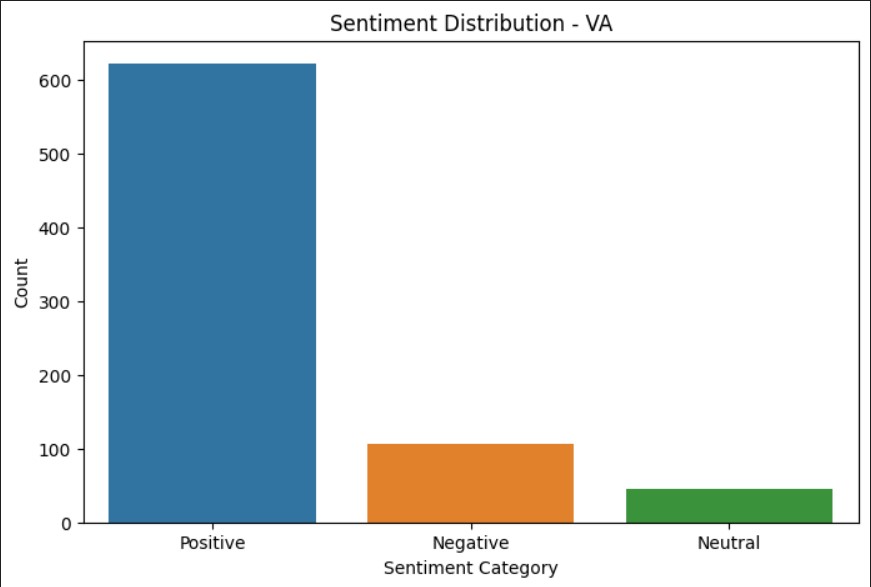 Sentiment Distribution - VA
600
500
400
300
200
100
0
Count
Positive
Negative
Neutral
Sentiment Category